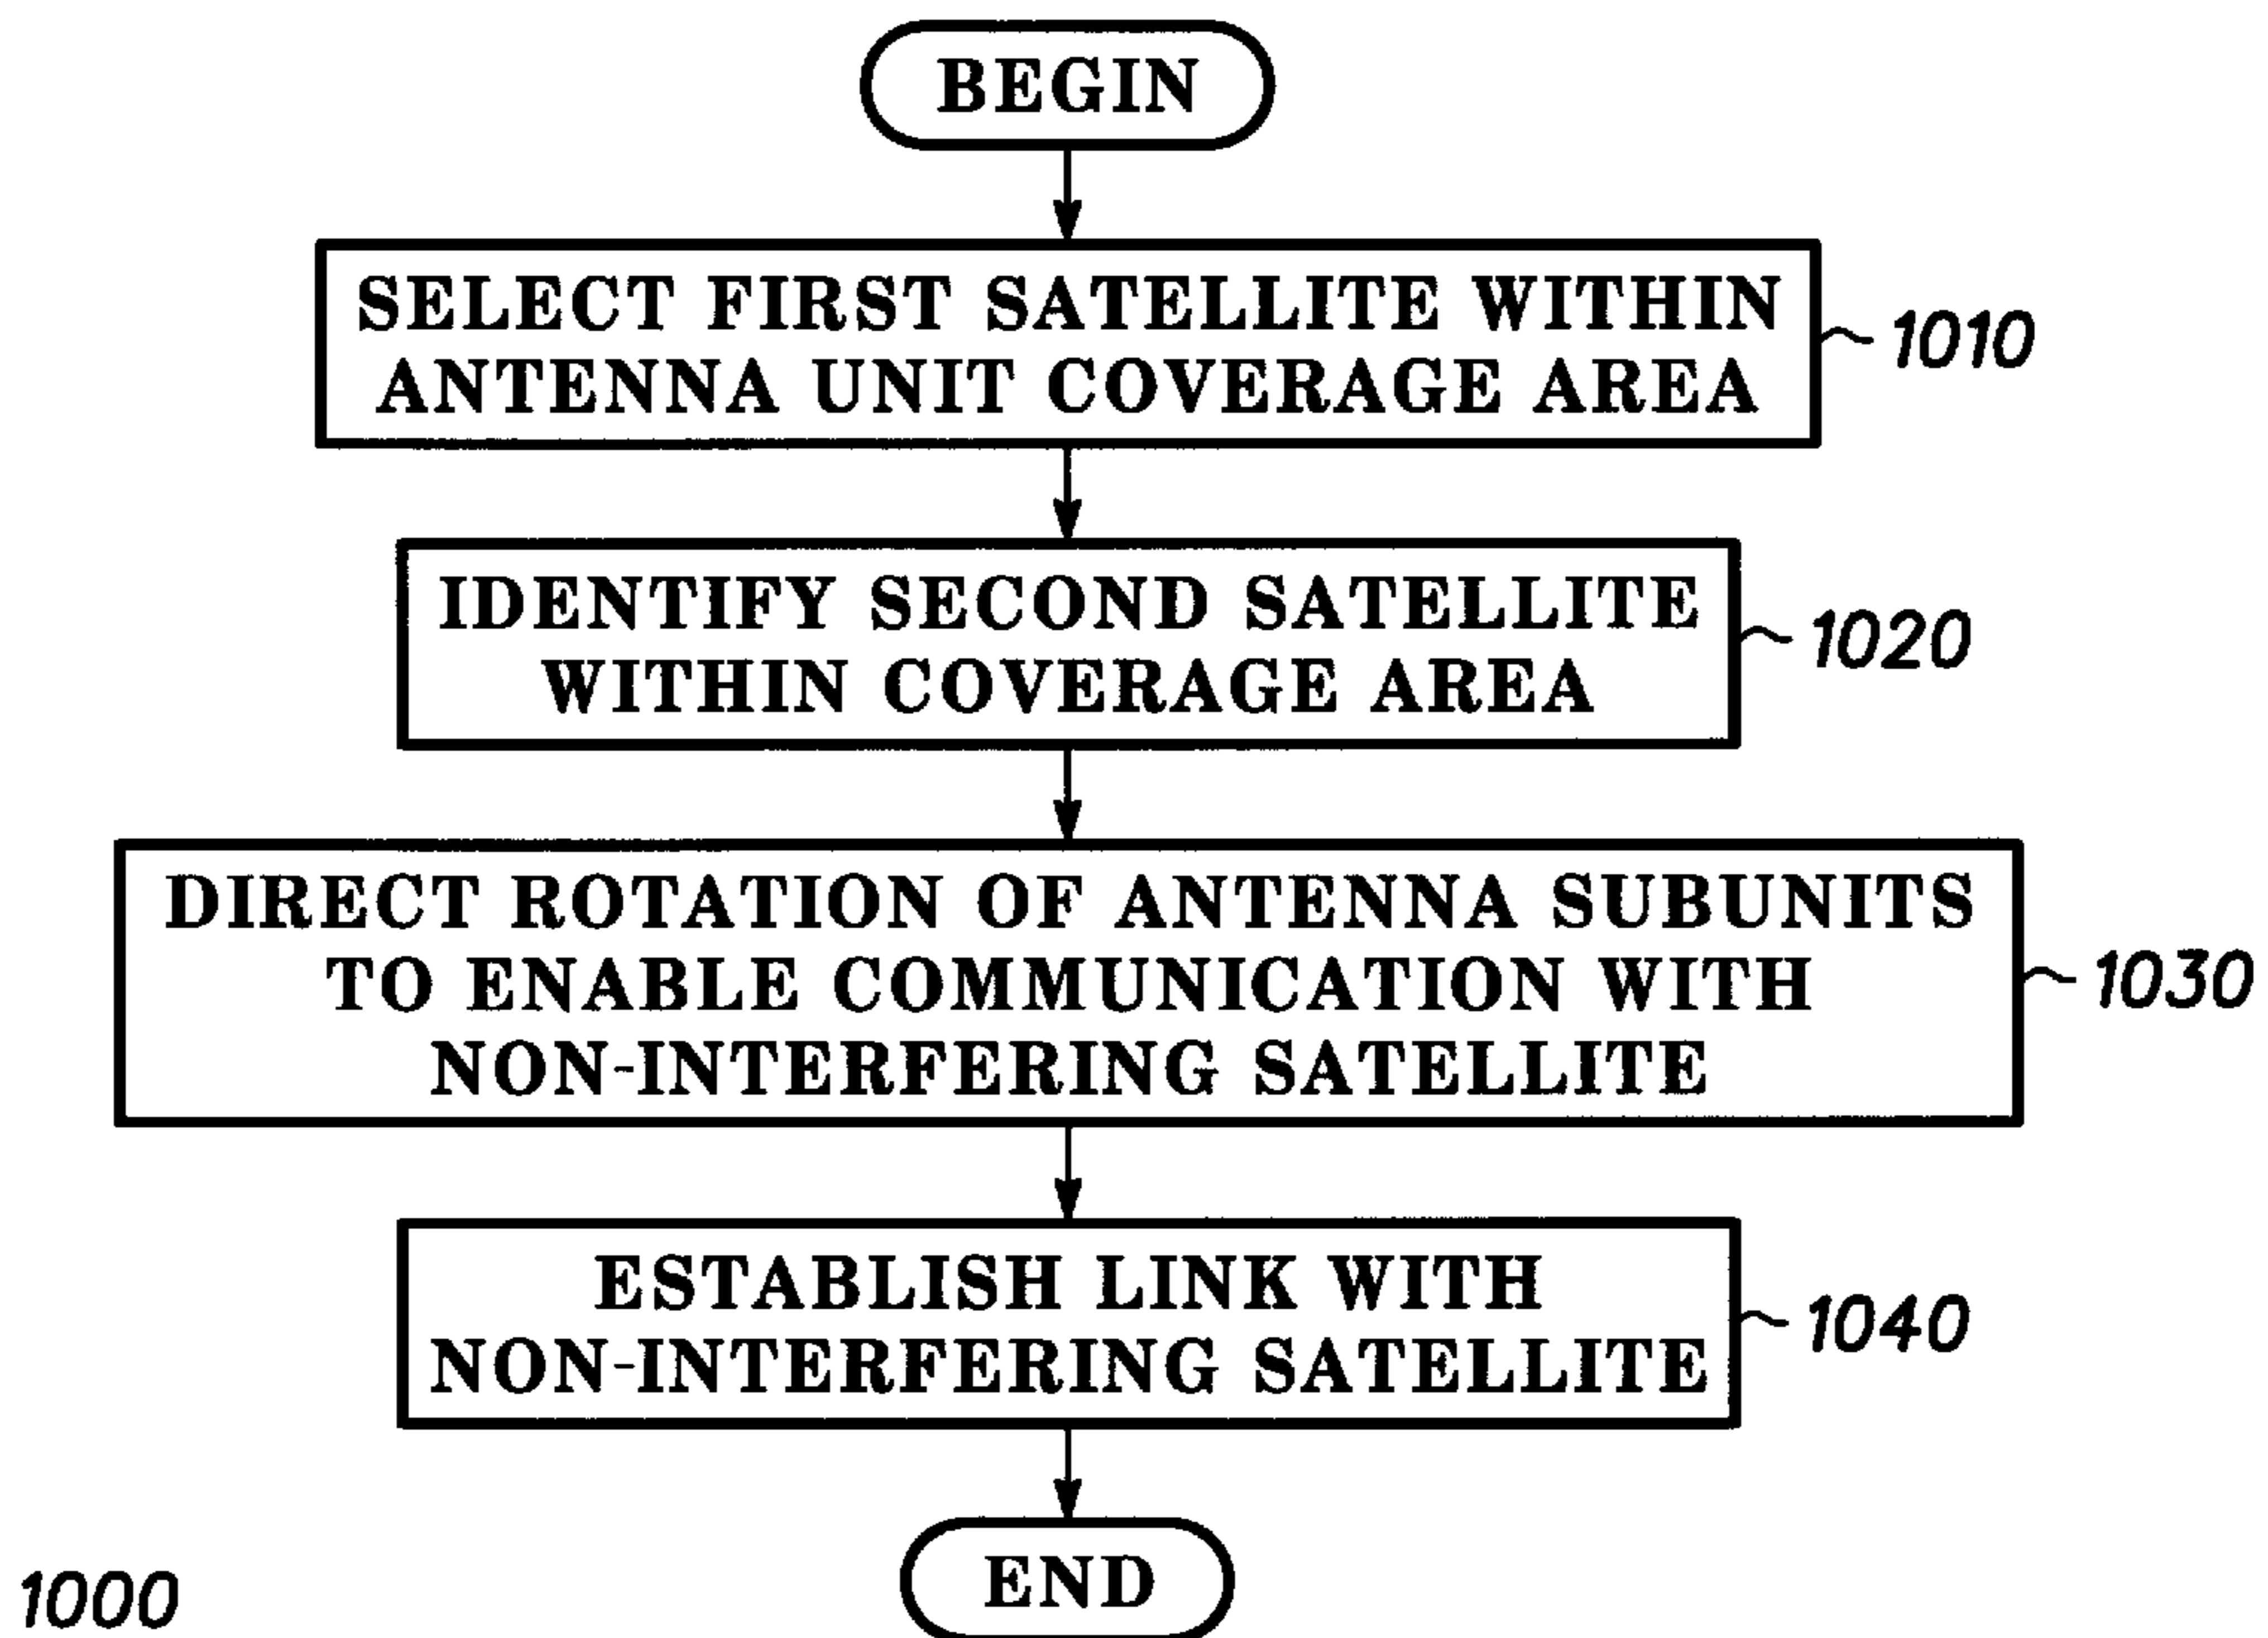 BEGIN
SELECT FIRST SATELLITE WITHIN
ANTENNA UNIT COVERAGE AREA
1010
IDENTIFY SECOND SATELLITE
WITHIN COVERAGE AREA
1020
DIRECT ROTATION OF ANTENNA SUBUNITS
TO ENABLE COMMUNICATION WITH
NON-INTERFERING SATELLITE
1030
ESTABLISH LINK WITH
NON-INTERFERING SATELLITE
1040
END
1000